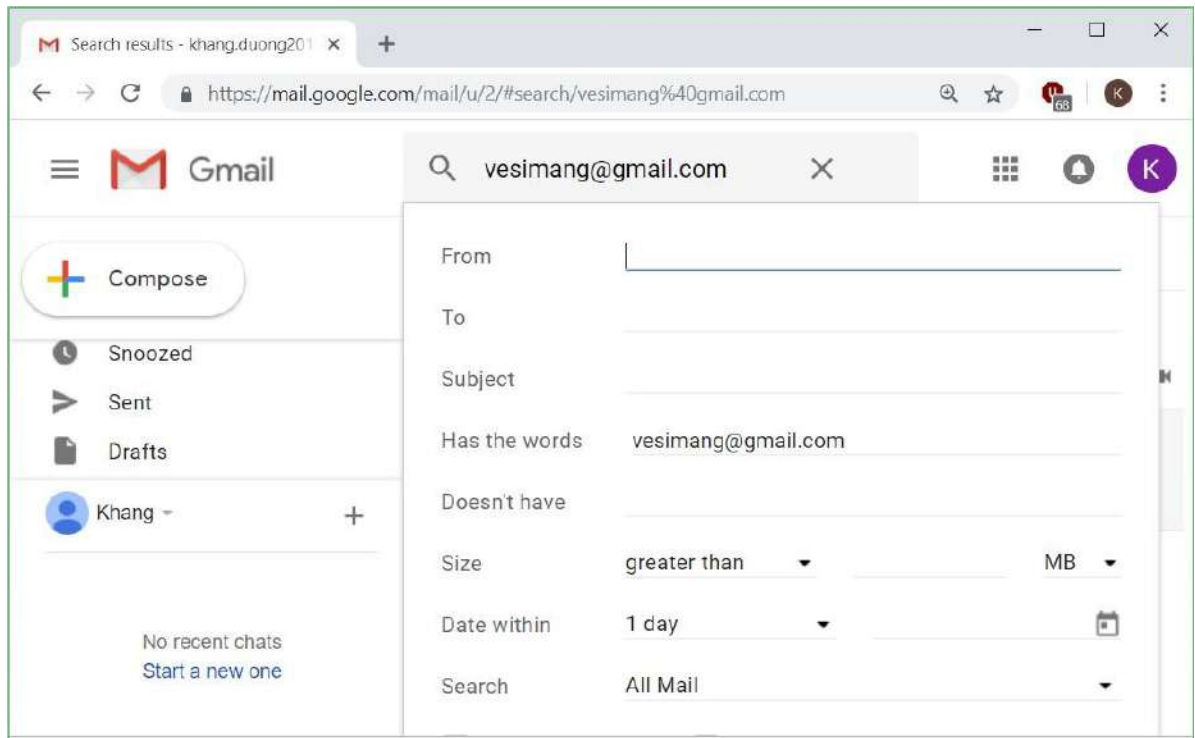 Search results - khang.duong201
https://mail.google.com/mail/u/2/#search/vesimang%40gmail.com
68
K
Gmail
vesimang@gmail.com
K
Compose
Snoozed
Sent
Drafts
Khang
No recent chats
Start a new one
From
To
Subject
Has the words vesimang@gmail.com
Doesn't have
Size greater than MB
Date within 1 day
Search All Mail